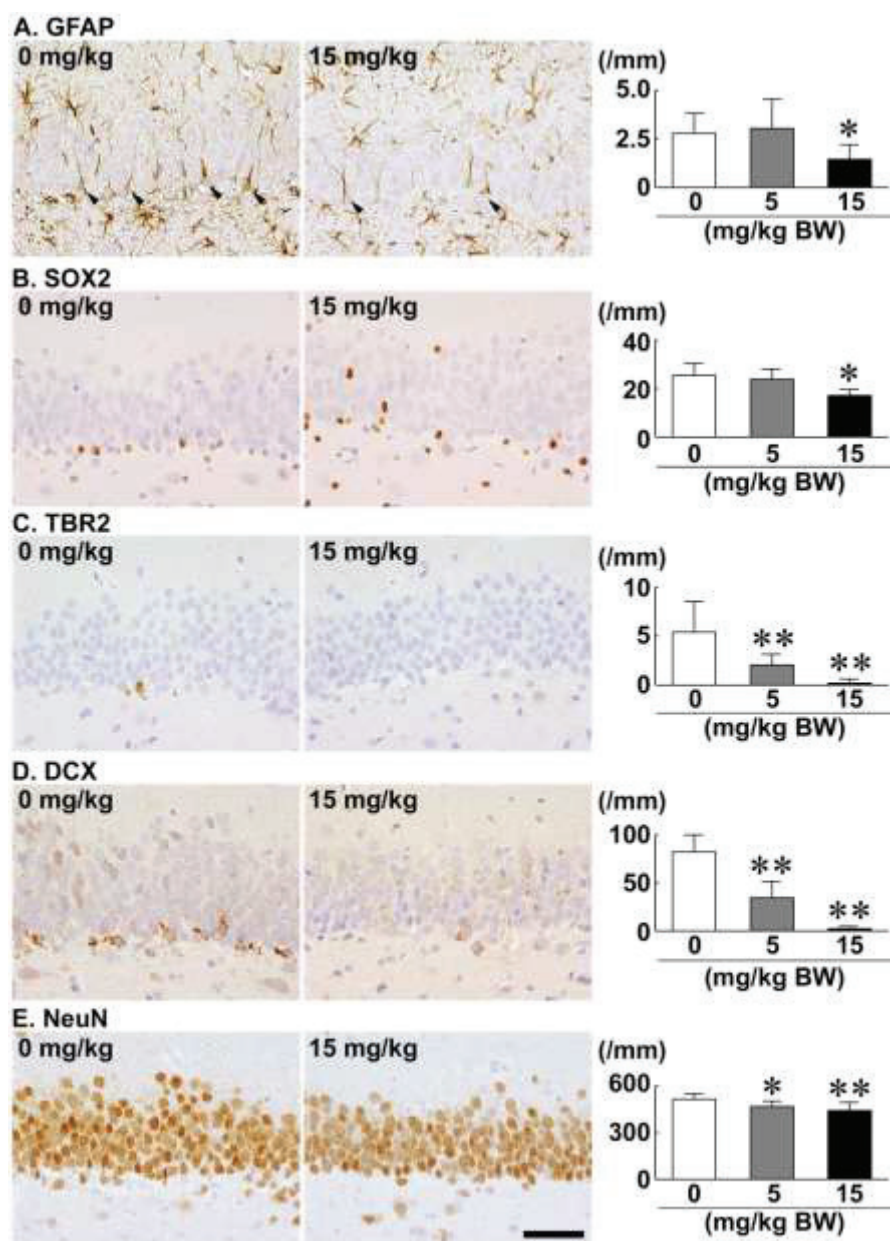 A. GFAP
0 mg/kg 15 mg/kg (/mm)
5.0
*
2.5
0
0 5 15
(mg/kg BW)
B. SOX2
0 mg/kg 15 mg/kg (/mm)
40
*
20
0
0 5 15
(mg/kg BW)
C. TBR2
0 mg/kg 15 mg/kg (/mm)
10
5 ** **
0
0 5 15
(mg/kg BW)
D. DCX
0 mg/kg 15 mg/kg (/mm)
100
**
50
**
0
0 5 15
(mg/kg BW)
E. NeuN
0 mg/kg 15 mg/kg (/mm)
600 * **
300
0
0 5 15
(mg/kg BW)